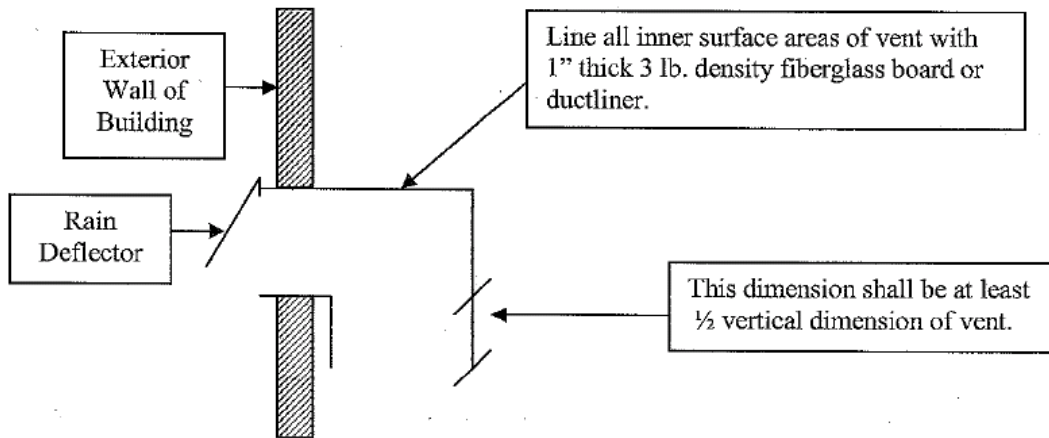 Exterior
Wall of
Building
Line all inner surface areas of vent with
1” thick 3 lb. density fiberglass board or
ductliner.
Rain
Deflector
This dimension shall be at least
½ vertical dimension of vent.